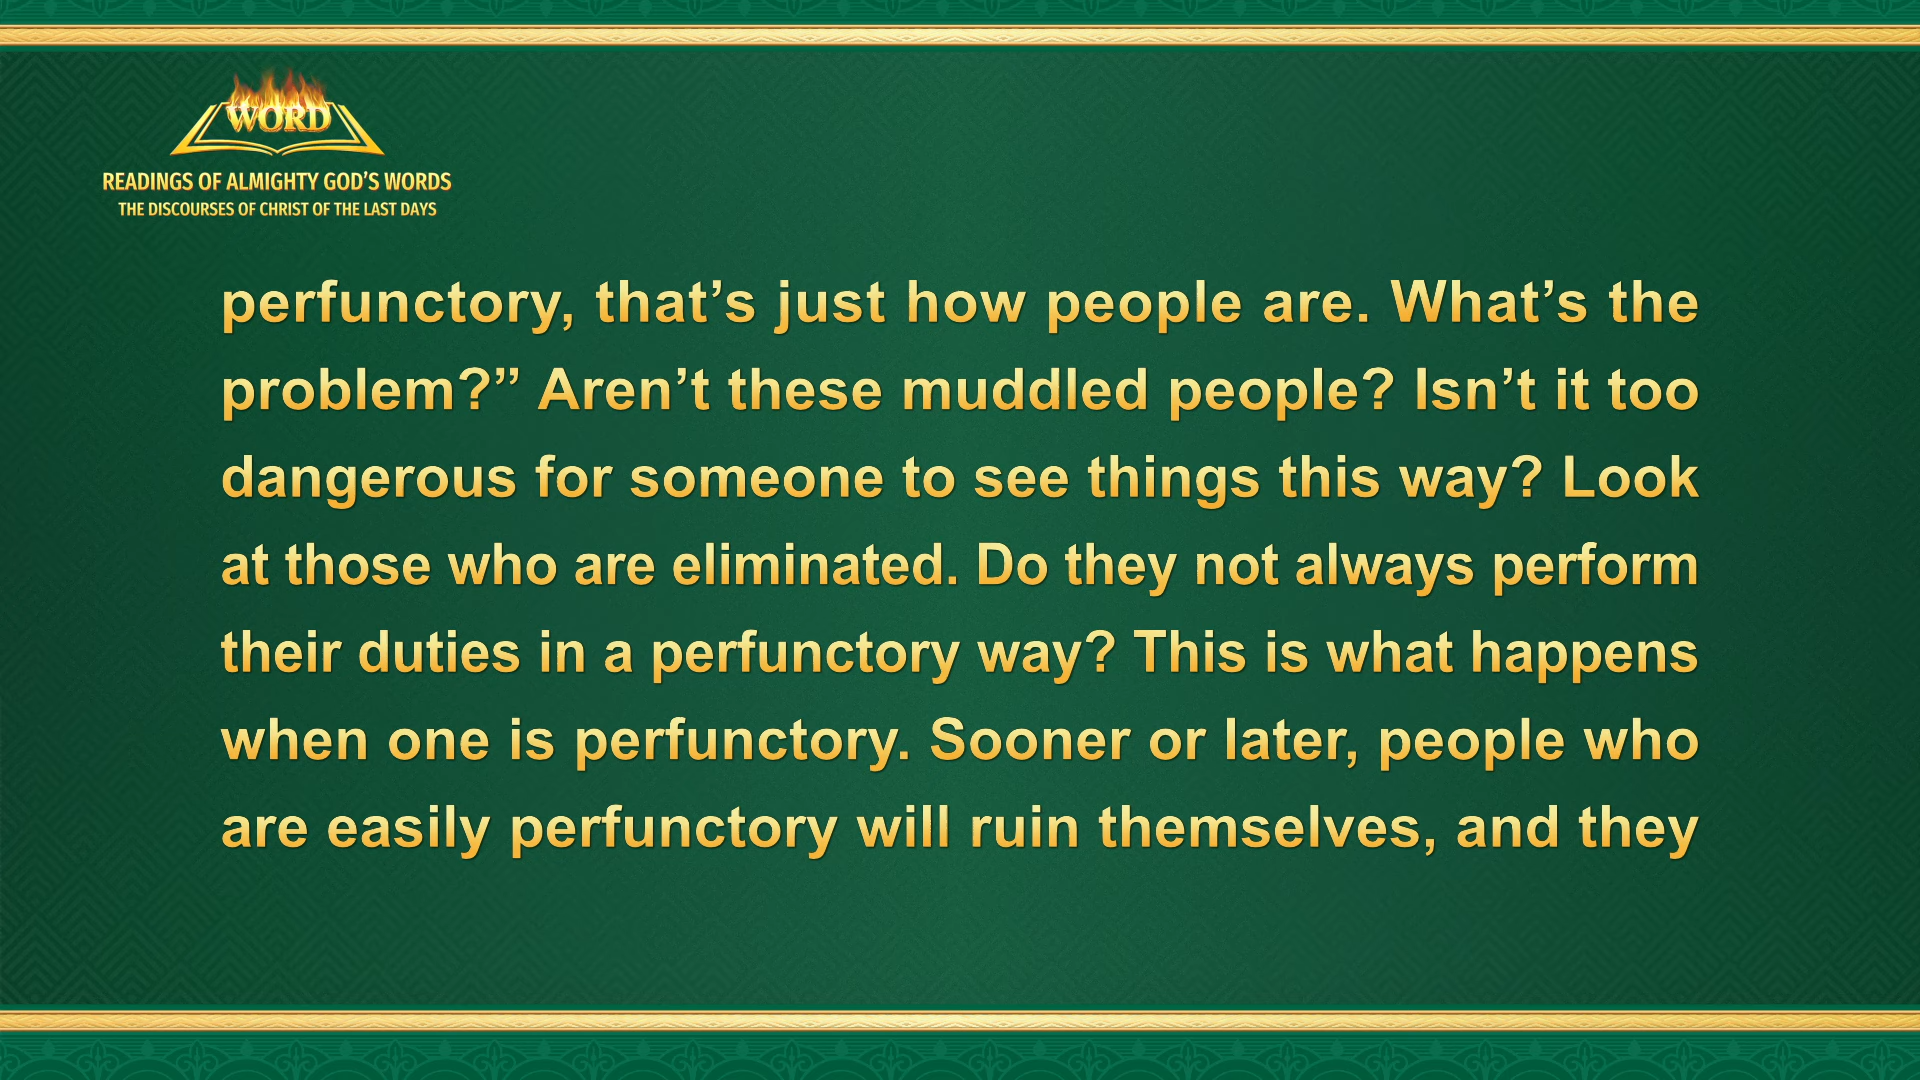 WORD
READINGS OF ALMIGHTY GOD’S WORDS
THE DISCOURSES OF CHRIST OF THE LAST DAYS
perfunctory, that’s just how people are. What’s the
problem?” Aren’t these muddled people? Isn’t it too
dangerous for someone to see things this way? Look
at those who are eliminated. Do they not always perform
their duties in a perfunctory way? This is what happens
when one is perfunctory. Sooner or later, people who
are easily perfunctory will ruin themselves, and they